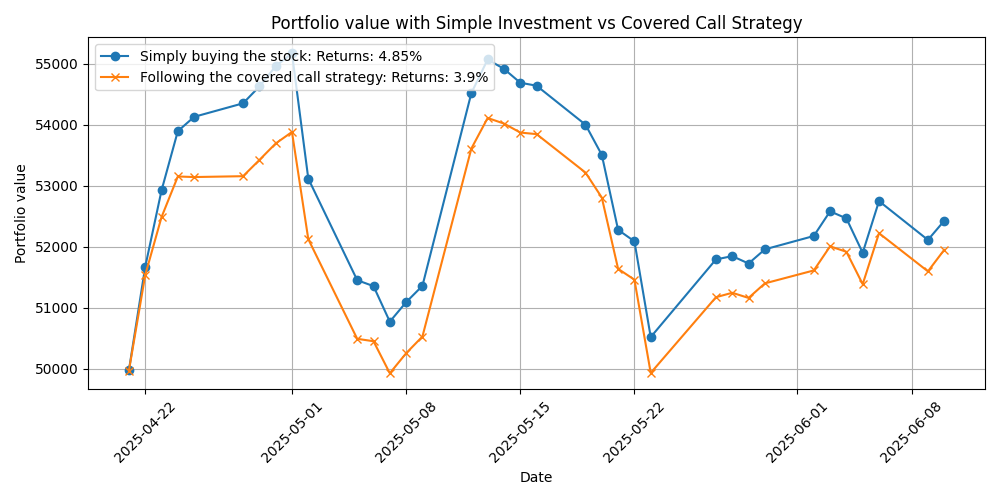 Portfolio value with Simple Investment vs Covered Call Strategy
Simply buying the stock: Returns: 4.85%
Following the covered call strategy: Returns: 3.9%
Portfolio value
55000
54000
53000
52000
51000
50000
2025-04-22
2025-05-01
2025-05-08
2025-05-15
2025-05-22
2025-06-01
2025-06-08
Date